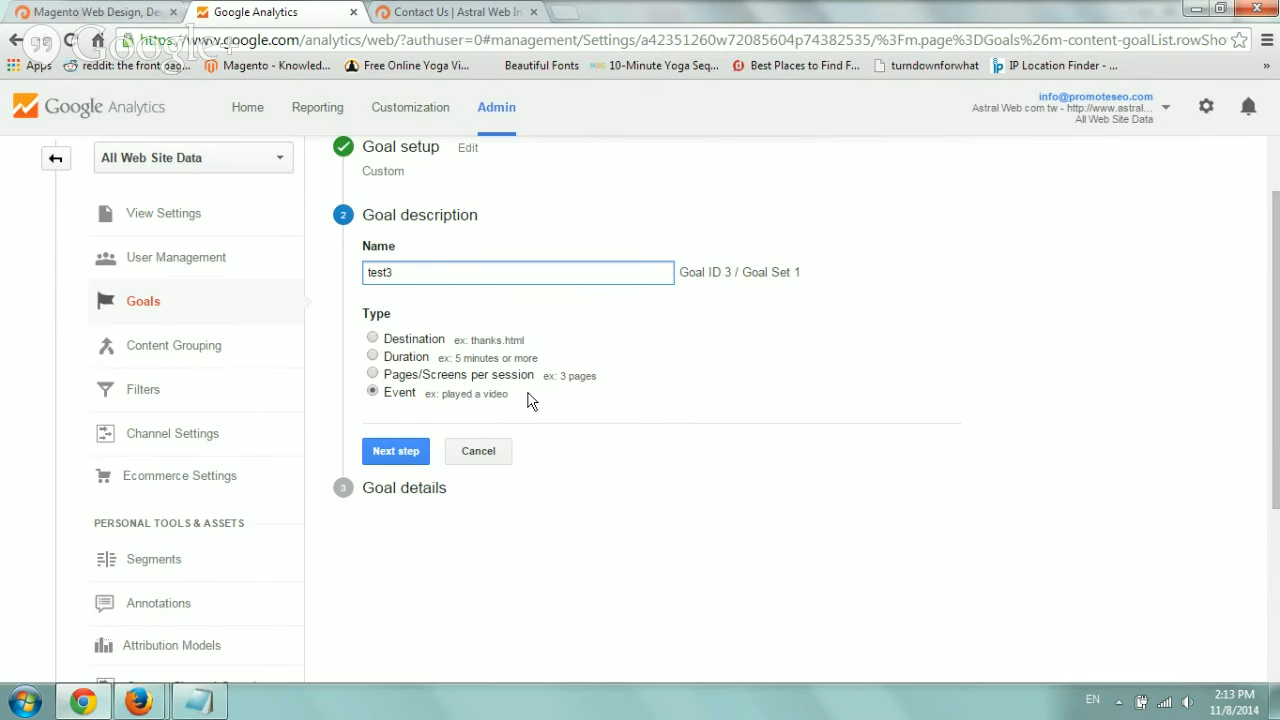 Magento Web Design, De
Google Analytics
Contact Us | Astral Web In
Google+
https://www.google.com/analytics/web/?authuser=0#management/Settings/a42351260w72085604p74382535/%3Fm.page%3DGoals%26m-content-goalList.rowSho
Apps
reddit: the front pag...
Magento - Knowled...
Free Online Yoga Vi...
Beautiful Fonts
10-Minute Yoga Seq...
Best Places to Find F...
turndownforwhat
IP Location Finder - ...
»
Google Analytics
Home
Reporting
Customization
Admin
info@promoteseo.com
Astral Web com tw - http://www.astral...
All Web Site Data
All Web Site Data
View Settings
User Management
Goals
Content Grouping
Filters
Channel Settings
Ecommerce Settings
PERSONAL TOOLS & ASSETS
Segments
Annotations
Attribution Models
Goal setup Edit
Custom
2 Goal description
Name
test3
Goal ID 3 / Goal Set 1
Type
Destination ex: thanks.html
Duration ex: 5 minutes or more
Pages/Screens per session ex: 3 pages
Event ex: played a video
Next step
Cancel
3 Goal details
EN
2:13 PM
11/8/2014